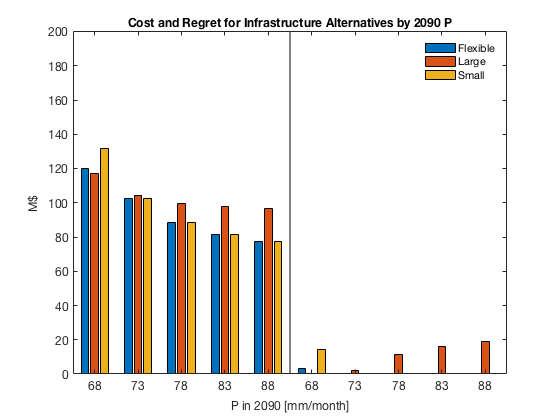 Cost and Regret for Infrastructure Alternatives by 2090 P
200
180
160
140
120
100
80
60
40
20
0
M$
Flexible
Large
Small
68 73 78 83 88 68 73 78 83 88
P in 2090 [mm/month]